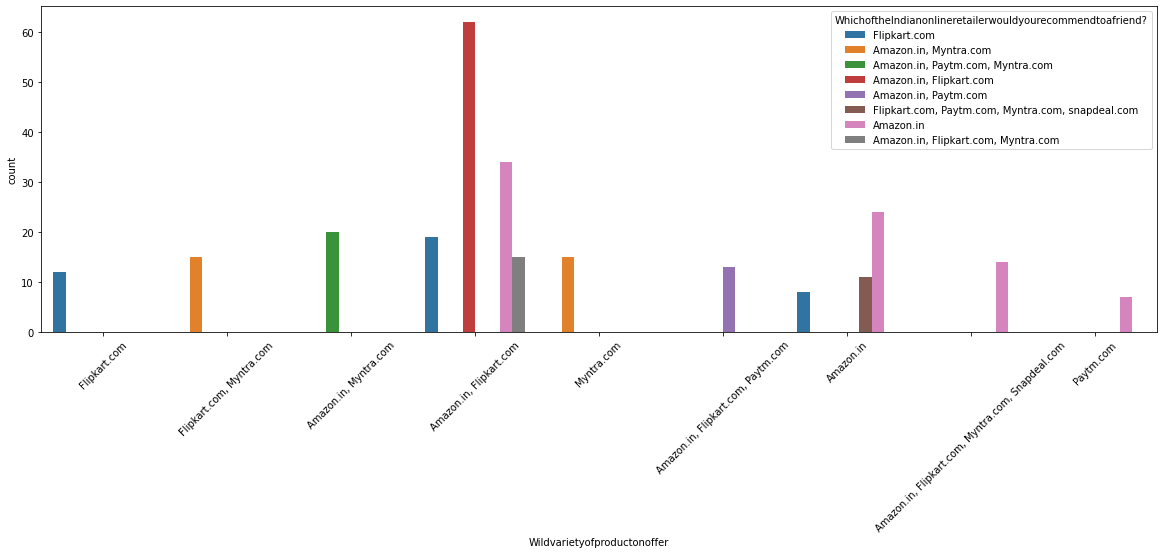 WhichoftheIndianonlineretailerwouldyourecommendtoafriend?
Flipkart.com
Amazon.in, Myntra.com
Amazon.in, Paytm.com, Myntra.com
Amazon.in, Flipkart.com
Amazon.in, Paytm.com
Flipkart.com, Paytm.com, Myntra.com, snapdeal.com
Amazon.in
Amazon.in, Flipkart.com, Myntra.com
60
50
40
30
20
10
0
count
Flipkart.com
Flipkart.com, Myntra.com
Amazon.in, Myntra.com
Amazon.in, Flipkart.com
Myntra.com
Amazon.in, Flipkart.com, Paytm.com
Amazon.in
Amazon.in, Flipkart.com, Myntra.com, Snapdeal.com
Paytm.com
Wildvarietyofproductonoffer